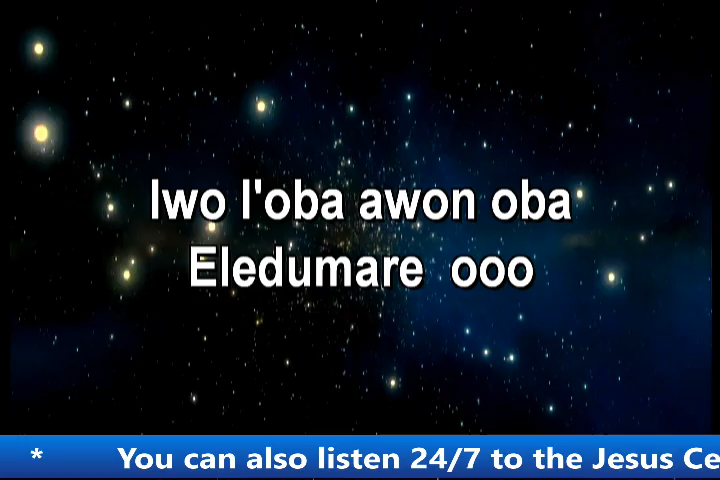 Iwo l'oba awon oba
Eledumare ooo
* You can also listen 24/7 to the Jesus Ce